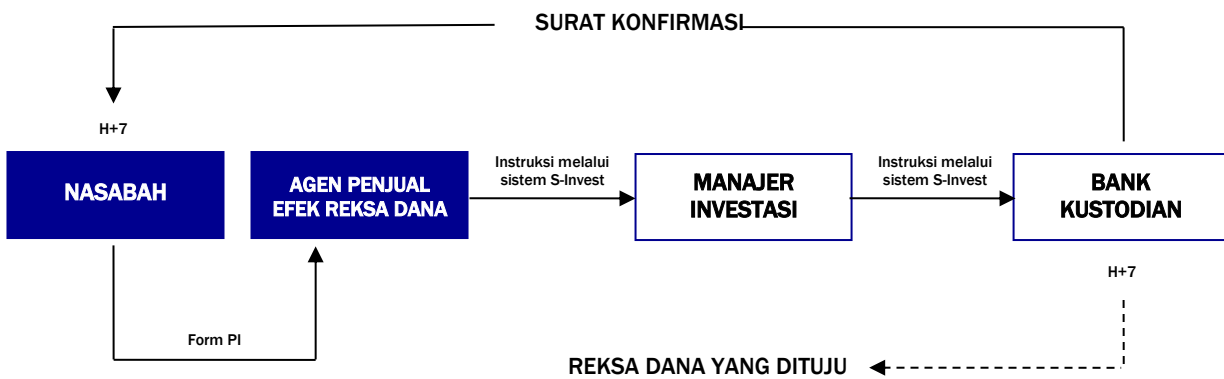 SURAT KONFIRMASI
H+7
NASABAH
AGEN PENJUAL
EFEK REKSA DANA
Instruksi melalui
sistem S-Invest
MANAJER
INVESTASI
Instruksi melalui
sistem S-Invest
BANK
KUSTODIAN
H+7
Form PI
REKSA DANA YANG DITUJU